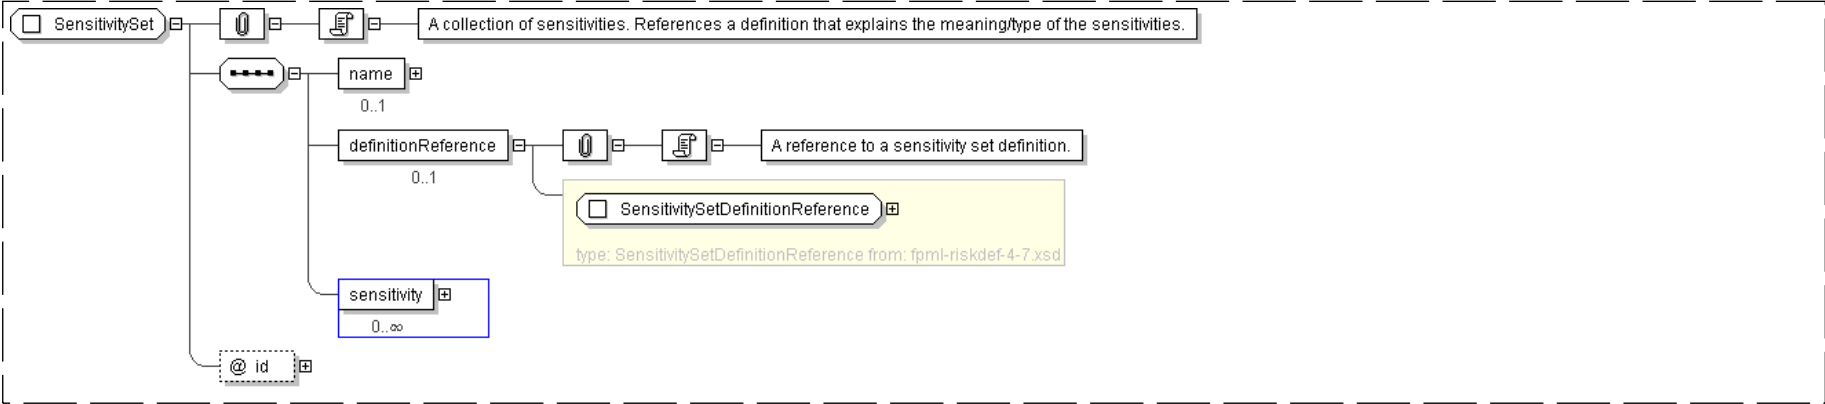 SensitivitySet
A collection of sensitivities. References a definition that explains the meaning/type of the sensitivities.
name
0..1
definitionReference
A reference to a sensitivity set definition.
0..1
SensitivitySetDefinitionReference
type: SensitivitySetDefinitionReference from: fpml-riskdef-4-7.xsd
sensitivity
0..∞
@ id